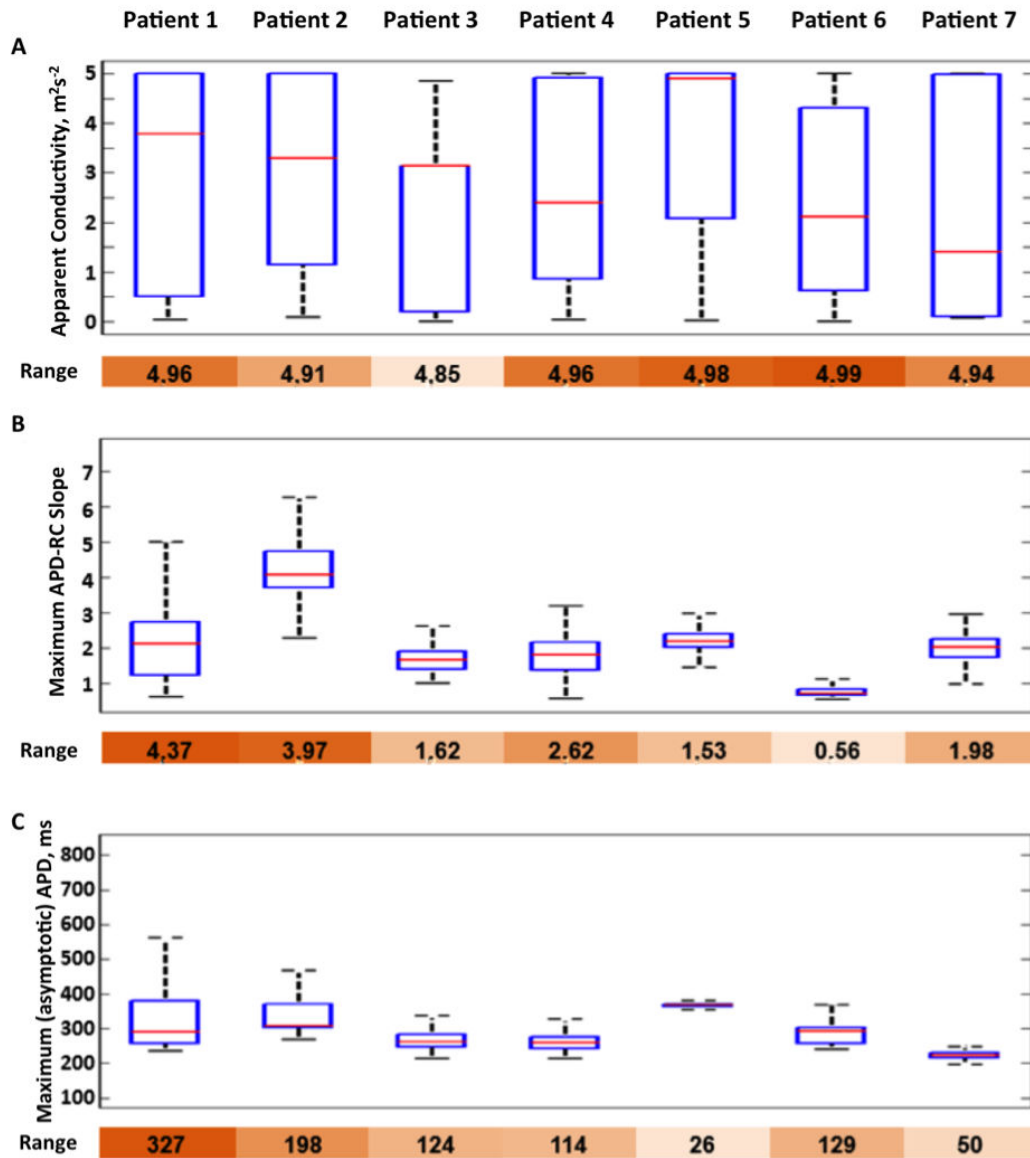 Patient 1 Patient 2 Patient 3 Patient 4 Patient 5 Patient 6 Patient 7
A
Apparent Conductivity, m²s⁻²
5
4
3
2
1
0
Range 4.96 4.91 4.85 4.96 4.98 4.99 4.94
B
Maximum APD-RC Slope
7
6
5
4
3
2
1
Range 4.37 3.97 1.62 2.62 1.53 0.56 1.98
C
Maximum (asymptotic) APD, ms
800
700
600
500
400
300
200
100
Range 327 198 124 114 26 129 50